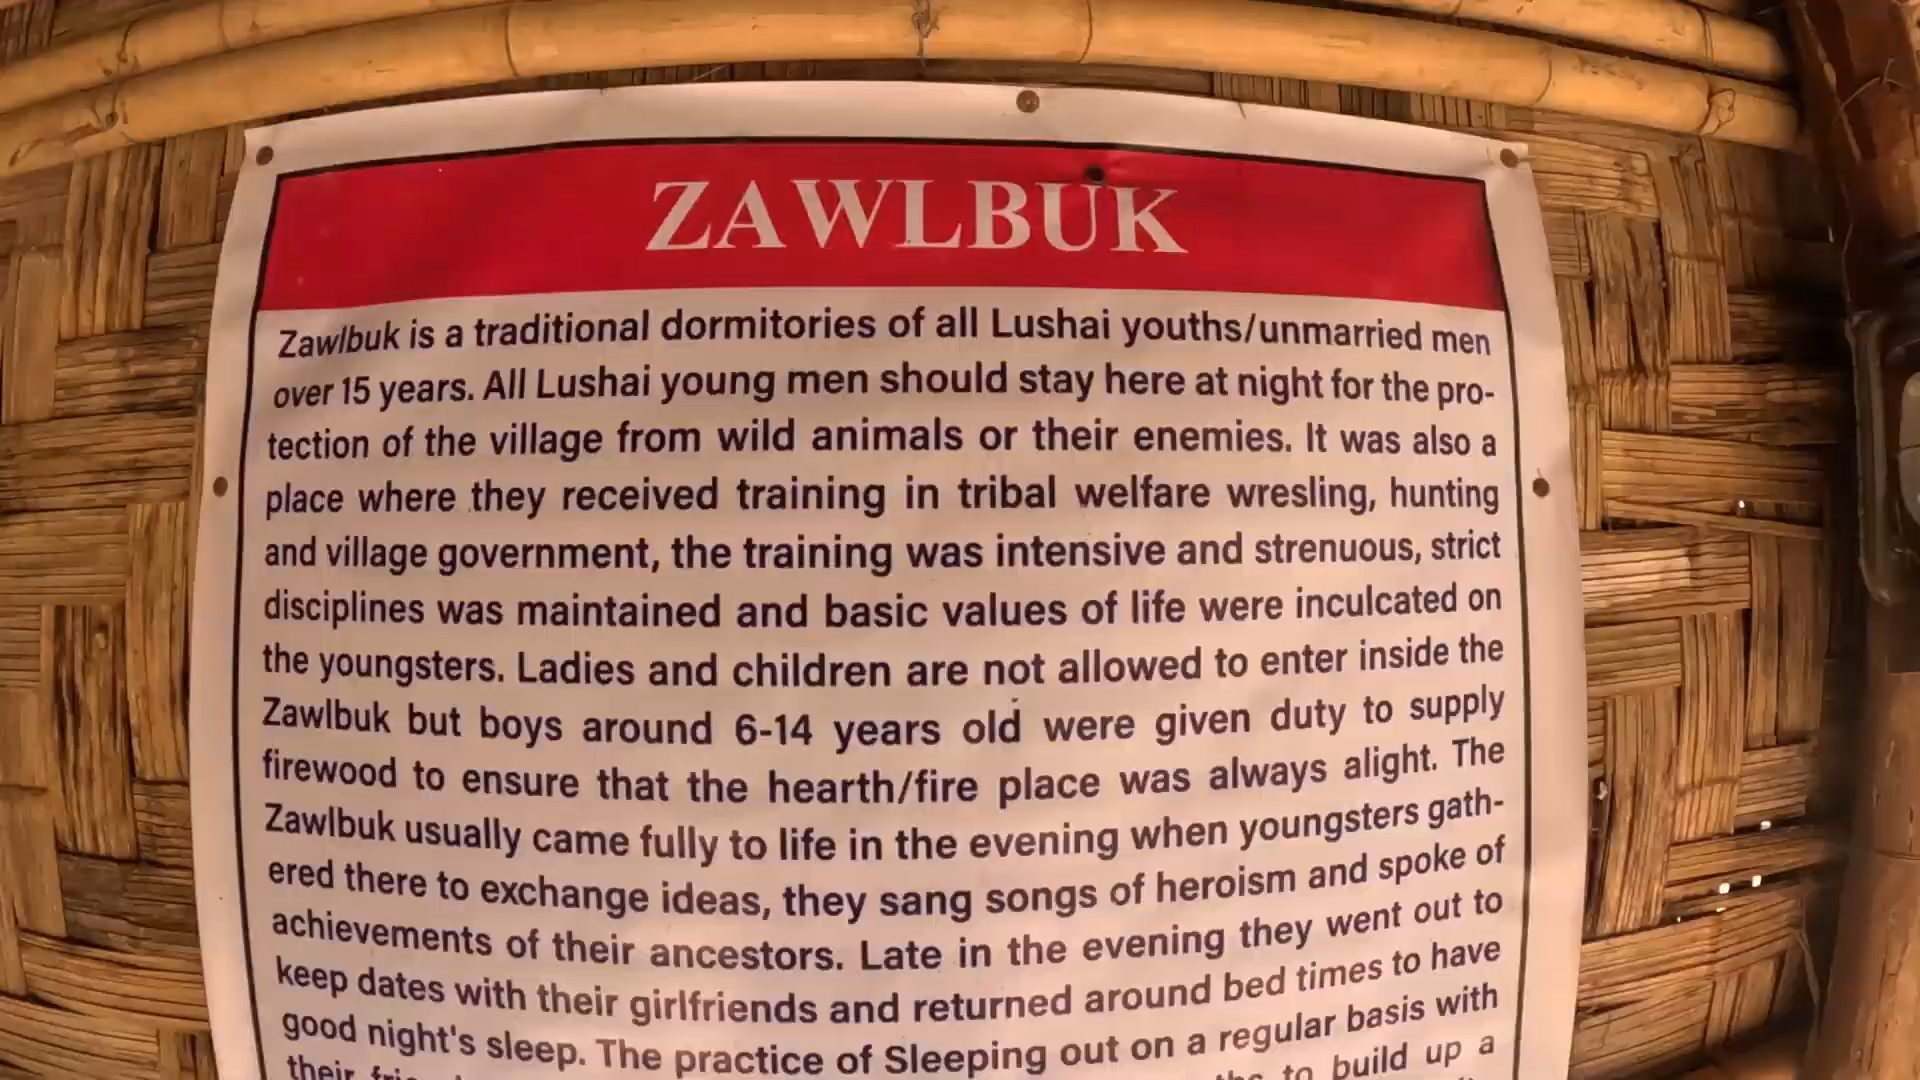 ZAWLBUK
Zawlbuk is a traditional dormitories of all Lushai youths/unmarried men
over 15 years. All Lushai young men should stay here at night for the pro-
tection of the village from wild animals or their enemies. It was also a
place where they received training in tribal welfare wresling, hunting
and village government, the training was intensive and strenuous, strict
disciplines was maintained and basic values of life were inculcated on
the youngsters. Ladies and children are not allowed to enter inside the
Zawlbuk but boys around 6-14 years old were given duty to supply
firewood to ensure that the hearth/fire place was always alight. The
Zawlbuk usually came fully to life in the evening when youngsters gath-
ered there to exchange ideas, they sang songs of heroism and spoke of
achievements of their ancestors. Late in the evening they went out to
keep dates with their girlfriends and returned around bed times to have
good night's sleep. The practice of Sleeping out on a regular basis with
their to build up a